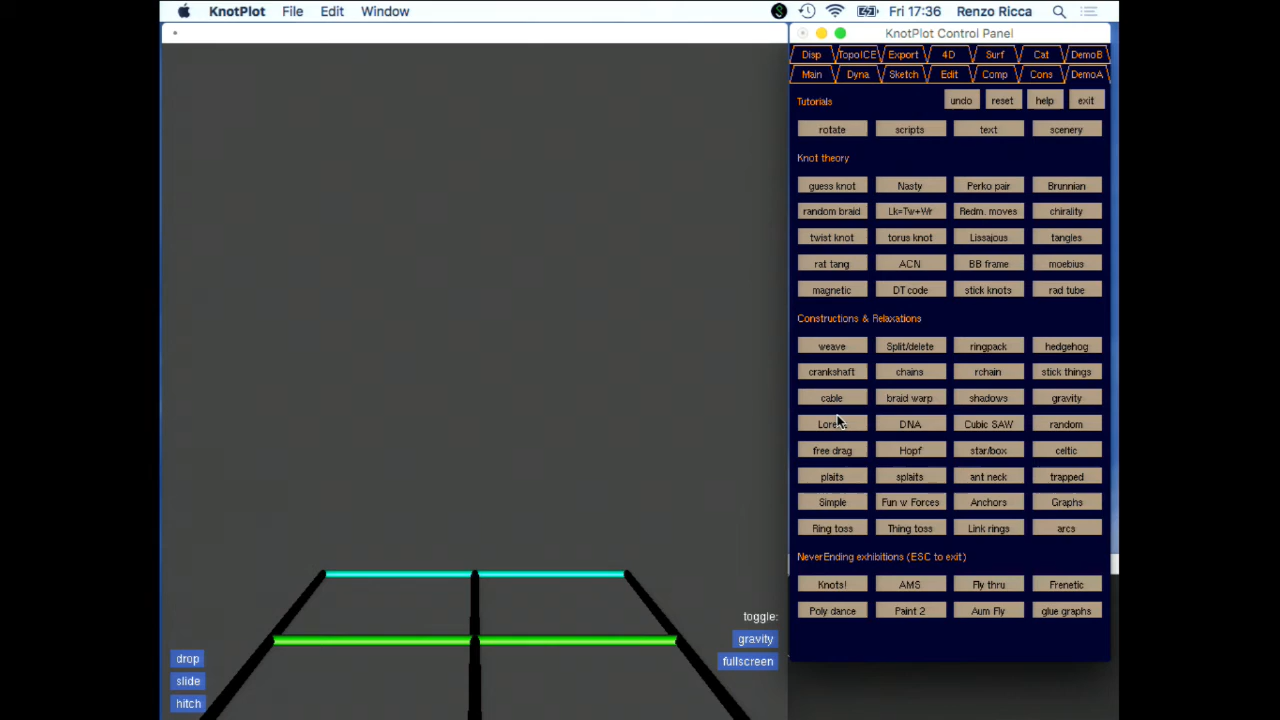 KnotPlot File Edit Window
Fri 17:36 Renzo Ricca
KnotPlot Control Panel
Disp TopoICE Export 4D Surf Cat DemoB
Main Dyna Sketch Edit Comp Cons DemoA
Tutorials undo reset help exit
rotate scripts text scenery
Knot theory
guess knot Nasty Perko pair Brunnian
random braid Lk=Tw+Wr Redm. moves chirality
twist knot torus knot Lissajous tangles
rat tang ACN BB frame moebius
magnetic DT code stick knots rad tube
Constructions & Relaxations
weave Split/delete ringpack hedgehog
crankshaft chains rchain stick things
cable braid warp shadows gravity
DNA Cubic SAW random
free drag Hopf star/box celtic
plaits splaits ant neck trapped
Simple Fun w Forces Anchors Graphs
Ring toss Thing toss Link rings arcs
NeverEnding exhibitions (ESC to exit)
Knots! AMS Fly thru Frenetic
Poly dance Paint 2 Aum Fly glue graphs
toggle:
gravity
fullscreen
drop
slide
hitch